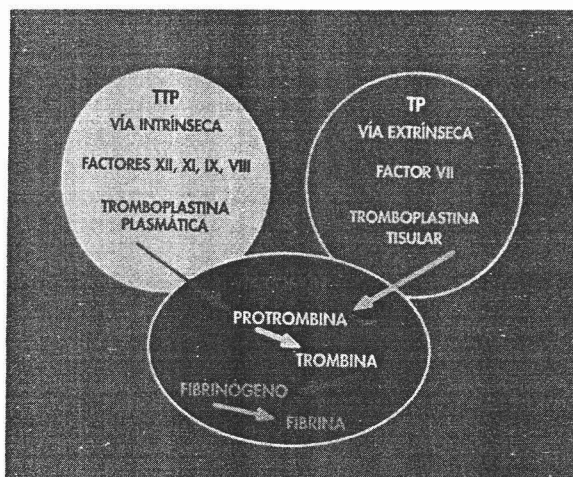 TTP
VÍA INTRÍNSECA
FACTORES XII, XI, IX, VIII
TROMBOPLASTINA
PLASMÁTICA
TP
VÍA EXTRÍNSECA
FACTOR VII
TROMBOPLASTINA
TISULAR
PROTROMBINA
TROMBINA
FIBRINÓGENO
FIBRINA